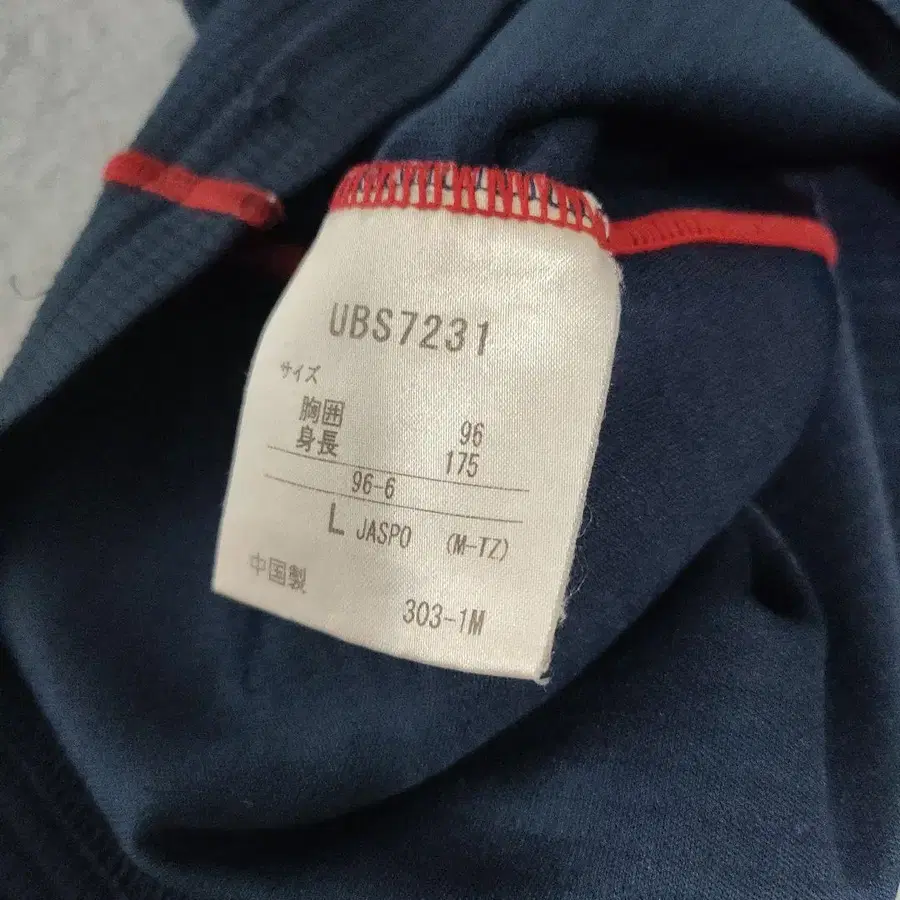 UBS7231
サイズ
胸囲 96
身長 175
96-6
L JASPO (M-TZ)
中国製
303-1M